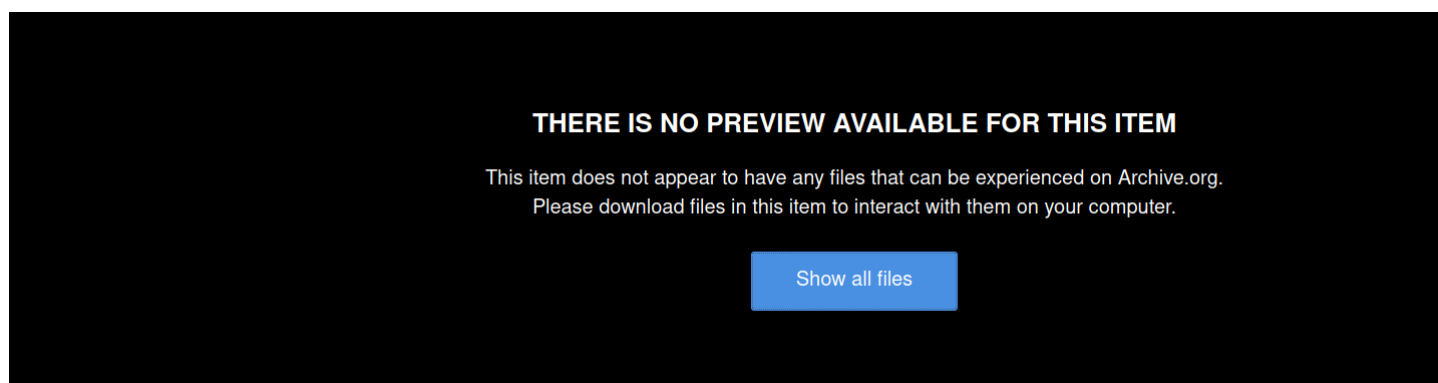 THERE IS NO PREVIEW AVAILABLE FOR THIS ITEM
This item does not appear to have any files that can be experienced on Archive.org.
Please download files in this item to interact with them on your computer.
Show all files